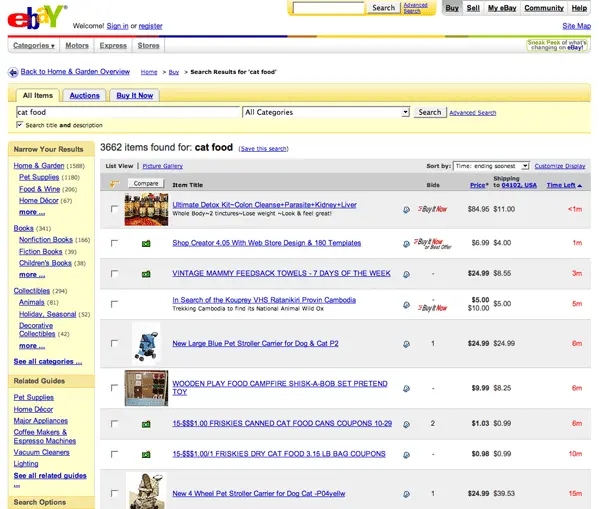 ebaY
Welcome! Sign in or register
Search
Advanced Search
Buy Sell My eBay Community Help
Site Map
Categories Motors Express Stores
Sneak Peek of what's changing on eBay!
Back to Home & Garden Overview
Home > Buy > Search Results for 'cat food'
All Items Auctions Buy It Now
cat food All Categories Search Advanced Search
Search title and description
Narrow Your Results
Home & Garden (1588)
Pet Supplies (1180)
Food & Wine (206)
Home Décor (67)
more ...
Books (341)
Nonfiction Books (166)
Fiction Books (39)
Children's Books (38)
more ...
Collectibles (294)
Animals (81)
Holiday, Seasonal (52)
Decorative
Collectibles (42)
more ...
See all categories ...
Related Guides
Pet Supplies
Home Décor
Major Appliances
Coffee Makers &
Espresso Machines
Vacuum Cleaners
Lighting
See all related guides
...
Search Options
3662 items found for: cat food (Save this search)
List View | Picture Gallery Sort by: Time: ending soonest Customize Display
Compare Item Title Bids Price* Shipping to 04102, USA Time Left
Ultimate Detox Kit~Colon Cleanse+Parasite+Kidney+Liver Buy It Now $84.95 $11.00 <1m
Whole Body~2 tinctures~Lose weight ~Look & feel great!
Shop Creator 4.05 With Web Store Design & 180 Templates Buy It Now or Best Offer $6.99 $4.00 1m
VINTAGE MAMMY FEEDSACK TOWELS - 7 DAYS OF THE WEEK - $24.99 $8.55 3m
In Search of the Kouprey VHS Ratanikiri Provin Cambodia - $5.00 $5.00 5m
Trekking Cambodia to find its National Animal Wild Ox Buy It Now $10.00
New Large Blue Pet Stroller Carrier for Dog & Cat P2 1 $24.99 $24.99 6m
WOODEN PLAY FOOD CAMPFIRE SHISK-A-BOB SET PRETEND TOY - $9.99 $8.25 6m
15-$$$1.00 FRISKIES CANNED CAT FOOD CANS COUPONS 10-29 2 $1.03 $0.99 6m
15-$$$1.00/1 FRISKIES DRY CAT FOOD 3.15 LB BAG COUPONS - $0.98 $0.99 10m
New 4 Wheel Pet Stroller Carrier for Dog Cat -P04yellw 1 $24.99 $39.53 15m